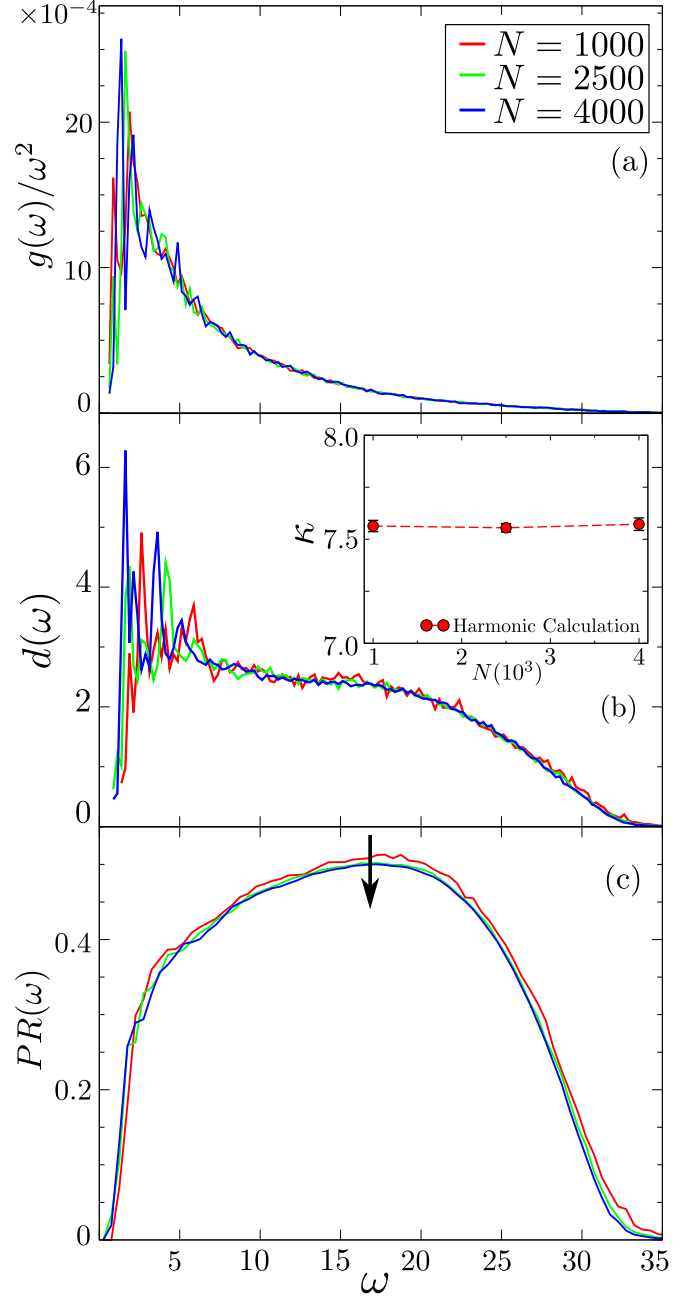 ×10⁻⁴
N = 1000
N = 2500
N = 4000
(a)
20
10
0
g(ω)/ω²
6
4
2
0
d(ω)
8.0
7.5
7.0
κ
Harmonic Calculation
1 2 3 4
N(10³)
(b)
(c)
0.4
0.2
0
PR(ω)
5 10 15 20 25 30 35
ω